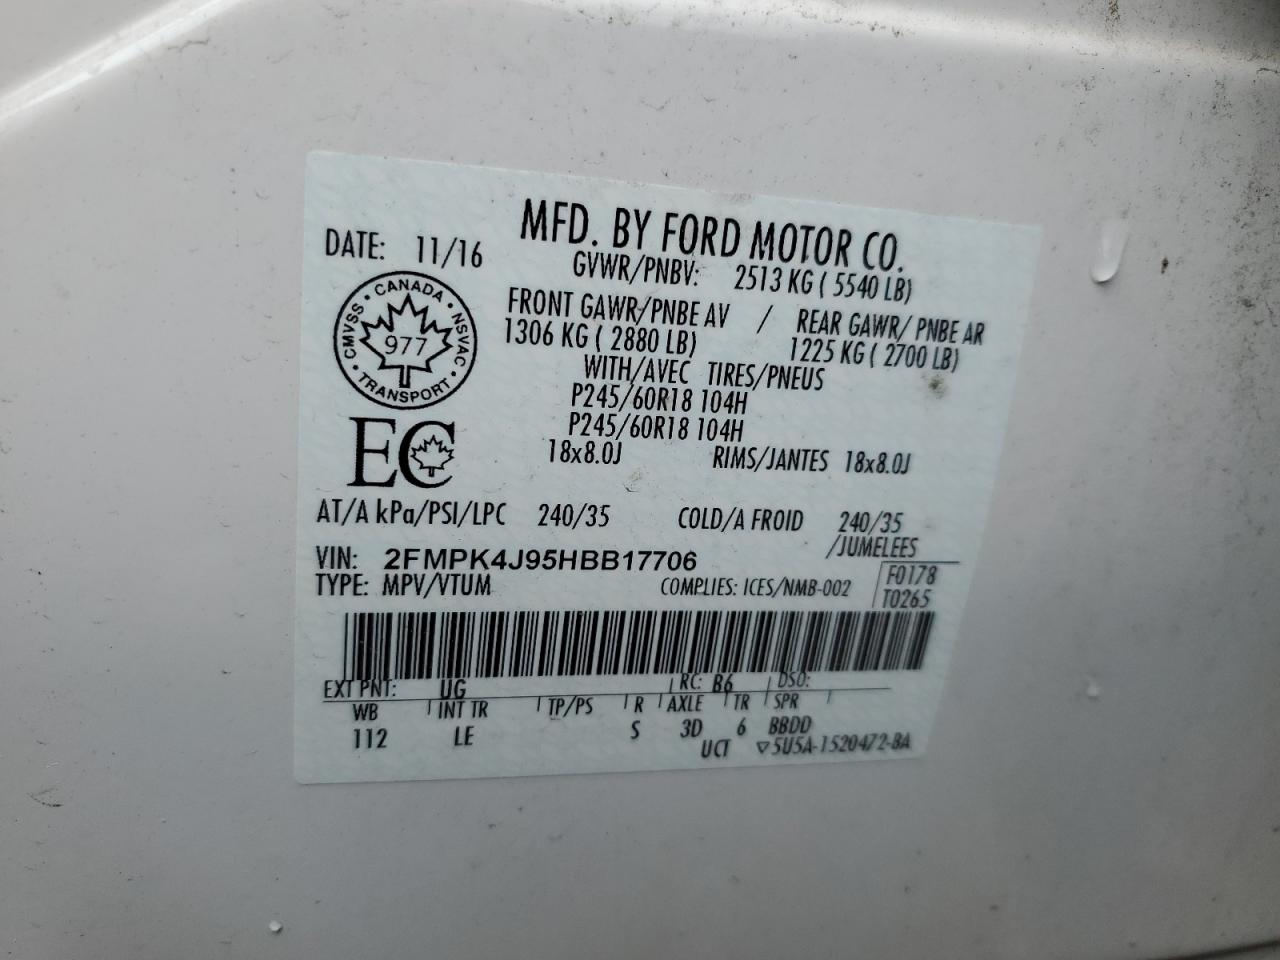 MFD. BY FORD MOTOR CO.
DATE: 11/16
GVWR/PNBV: 2513 KG ( 5540 LB)
CMVSS · CANADA · NSVAC · TRANSPORT ·
977
FRONT GAWR/PNBE AV / REAR GAWR/ PNBE AR
1306 KG ( 2880 LB) 1225 KG ( 2700 LB)
WITH/AVEC TIRES/PNEUS
P245/60R18 104H
P245/60R18 104H
EC
18x8.0J RIMS/JANTES 18x8.0J
AT/A kPa/PSI/LPC 240/35 COLD/A FROID 240/35
/JUMELEES
VIN: 2FMPK4J95HBB17706
TYPE: MPV/VTUM COMPLIES: ICES/NMB-002
F0178
T0265
EXT PNT: UG RC: B6 DSO:
WB INT TR TP/PS R AXLE TR SPR
112 LE S 3D 6 BBDD
UCT ▽5U5A-1520472-BA